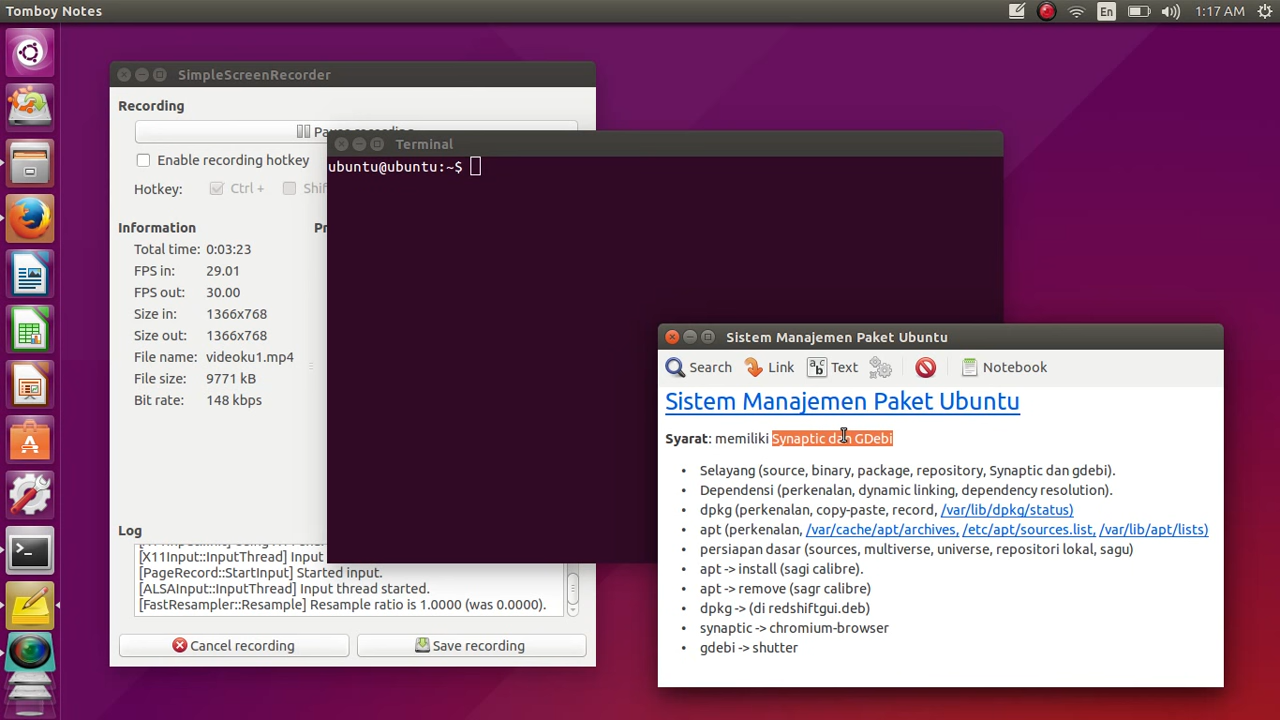 Tomboy Notes
En
1:17 AM
SimpleScreenRecorder
Recording
Enable recording hotkey
Hotkey:
Ctrl +
Information
Total time: 0:03:23
FPS in: 29.01
FPS out: 30.00
Size in: 1366x768
Size out: 1366x768
File name: videoku1.mp4
File size: 9771 kB
Bit rate: 148 kbps
Log
[X11Input::InputThread] Input
[PageRecord::StartInput] Started input.
[ALSAInput::InputThread] Input thread started.
[FastResampler::Resample] Resample ratio is 1.0000 (was 0.0000).
Cancel recording
Save recording
Terminal
ubuntu@ubuntu:~$
Sistem Manajemen Paket Ubuntu
Search
Link
Text
Notebook
Sistem Manajemen Paket Ubuntu
Syarat: memiliki Synaptic dan GDebi
• Selayang (source, binary, package, repository, Synaptic dan gdebi).
• Dependensi (perkenalan, dynamic linking, dependency resolution).
• dpkg (perkenalan, copy-paste, record, /var/lib/dpkg/status)
• apt (perkenalan, /var/cache/apt/archives, /etc/apt/sources.list, /var/lib/apt/lists)
• persiapan dasar (sources, multiverse, universe, repositori lokal, sagu)
• apt -> install (sagi calibre).
• apt -> remove (sagr calibre)
• dpkg -> (di redshiftgui.deb)
• synaptic -> chromium-browser
• gdebi -> shutter